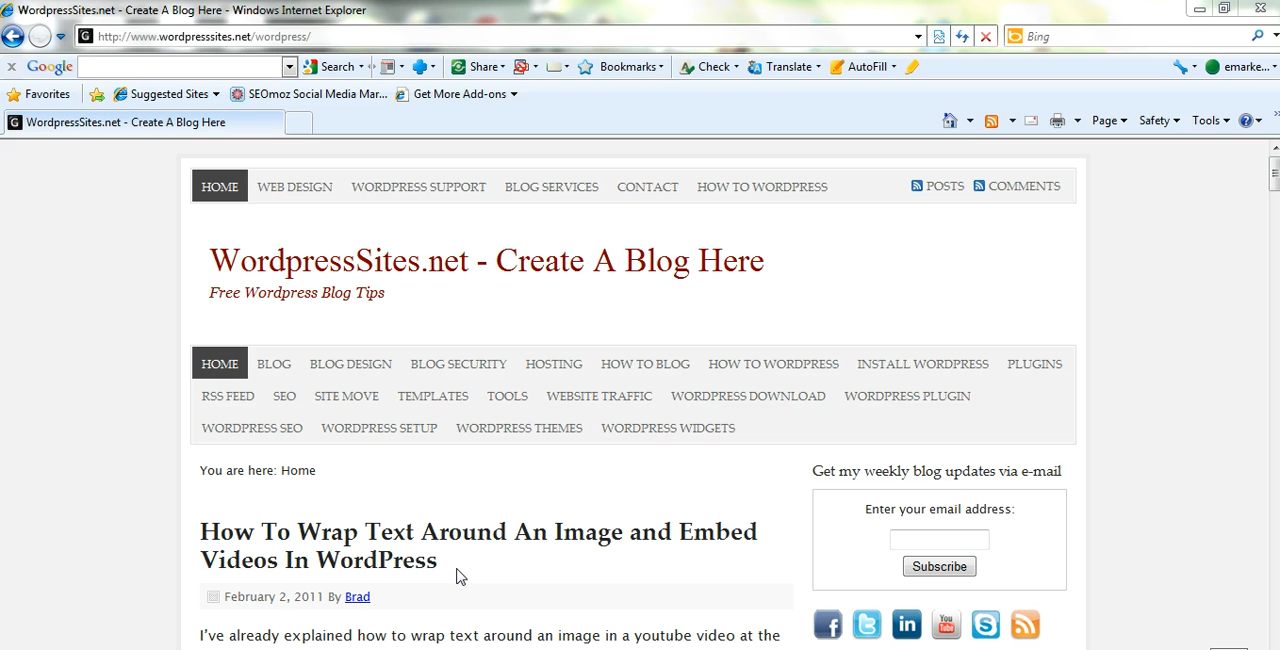 WordpressSites.net - Create A Blog Here - Windows Internet Explorer
http://www.wordpresssites.net/wordpress/
Bing
x Google Search Share Bookmarks Check Translate AutoFill emarke...
Favorites Suggested Sites SEOmoz Social Media Mar... Get More Add-ons
WordpressSites.net - Create A Blog Here
Page Safety Tools
HOME WEB DESIGN WORDPRESS SUPPORT BLOG SERVICES CONTACT HOW TO WORDPRESS POSTS COMMENTS
WordpressSites.net - Create A Blog Here
Free Wordpress Blog Tips
HOME BLOG BLOG DESIGN BLOG SECURITY HOSTING HOW TO BLOG HOW TO WORDPRESS INSTALL WORDPRESS PLUGINS
RSS FEED SEO SITE MOVE TEMPLATES TOOLS WEBSITE TRAFFIC WORDPRESS DOWNLOAD WORDPRESS PLUGIN
WORDPRESS SEO WORDPRESS SETUP WORDPRESS THEMES WORDPRESS WIDGETS
You are here: Home
How To Wrap Text Around An Image and Embed
Videos In WordPress
February 2, 2011 By Brad
I've already explained how to wrap text around an image in a youtube video at the
Get my weekly blog updates via e-mail
Enter your email address:
Subscribe
You Tube